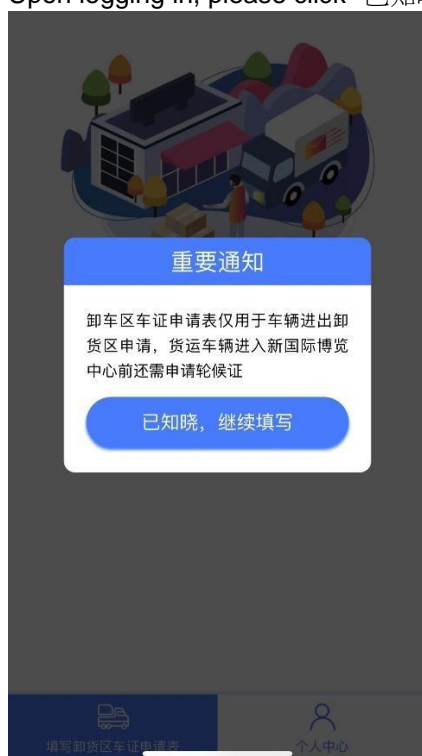 Upon logging in, please click "已知
重要通知
卸车区车证申请表仅用于车辆进出卸
货区申请，货运车辆进入新国际博览
中心前还需申请轮候证
已知晓，继续填写
填写卸货区车证申请表
个人中心